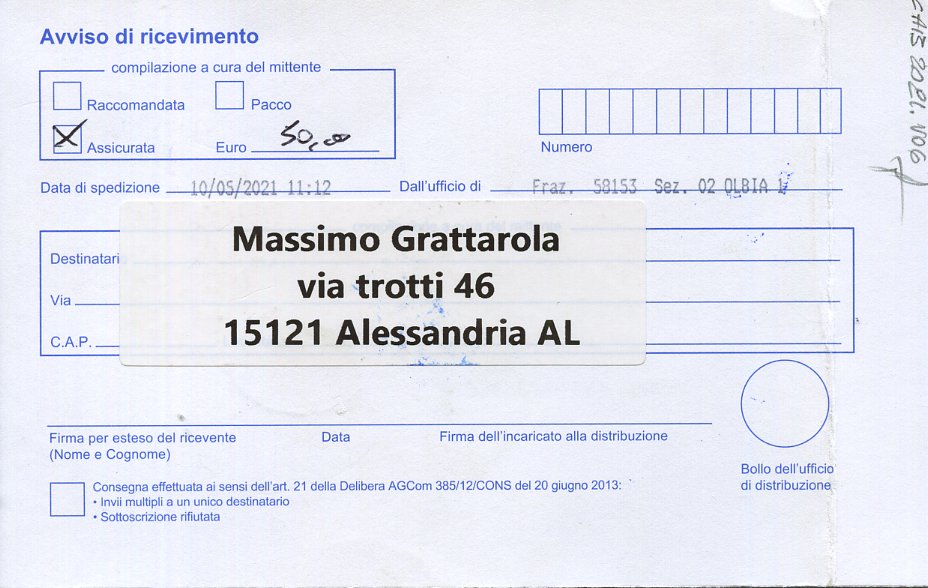 Avviso di ricevimento
compilazione a cura del mittente
Raccomandata Pacco
Assicurata Euro 50,00
Numero
Data di spedizione 10/05/2021 11:12 Dall'ufficio di Fraz. 58153 Sez. 02 OLBIA 1
Destinatari
Massimo Grattarola
Via
via trotti 46
C.A.P.
15121 Alessandria AL
Firma per esteso del ricevente
(Nome e Cognome)
Data
Firma dell'incaricato alla distribuzione
Bollo dell'ufficio
di distribuzione
Consegna effettuata ai sensi dell'art. 21 della Delibera AGCom 385/12/CONS del 20 giugno 2013:
• Invii multipli a un unico destinatario
• Sottoscrizione rifiutata
2021. V06